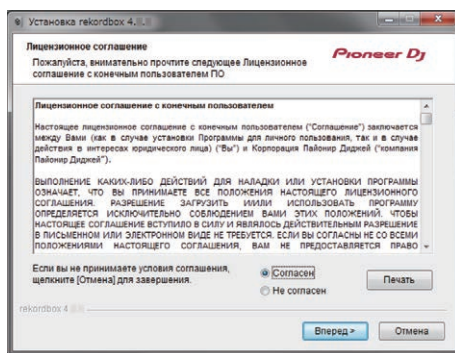 Установка rekordbox 4.
Лицензионное соглашение
Пожалуйста, внимательно прочтите следующее Лицензионное
соглашение с конечным пользователем ПО
Pioneer Dj
Лицензионное соглашение с конечным пользователем
Настоящее лицензионное соглашение с конечным пользователем ("Соглашение") заключается
между Вами (как в случае установки Программы для личного пользования, так и в случае
действия в интересах юридического лица) ("Вы") и Корпорация Пайонир Диджей ("компания
Пайонир Диджей").
ВЫПОЛНЕНИЕ КАКИХ-ЛИБО ДЕЙСТВИЙ ДЛЯ НАЛАДКИ ИЛИ УСТАНОВКИ ПРОГРАММЫ
ОЗНАЧАЕТ, ЧТО ВЫ ПРИНИМАЕТЕ ВСЕ ПОЛОЖЕНИЯ НАСТОЯЩЕГО ЛИЦЕНЗИОННОГО
СОГЛАШЕНИЯ. РАЗРЕШЕНИЕ ЗАГРУЗИТЬ И/ИЛИ ИСПОЛЬЗОВАТЬ ПРОГРАММУ
ОПРЕДЕЛЯЕТСЯ ИСКЛЮЧИТЕЛЬНО СОБЛЮДЕНИЕМ ВАМИ ЭТИХ ПОЛОЖЕНИЙ. ЧТОБЫ
НАСТОЯЩЕЕ СОГЛАШЕНИЕ ВСТУПИЛО В СИЛУ И ЯВЛЯЛОСЬ ДЕЙСТВИТЕЛЬНЫМ РАЗРЕШЕНИЕ
В ПИСЬМЕННОМ ИЛИ ЭЛЕКТРОННОМ ВИДЕ НЕ ТРЕБУЕТСЯ. ЕСЛИ ВЫ СОГЛАСНЫ НЕ СО ВСЕМИ
ПОЛОЖЕНИЯМИ НАСТОЯЩЕГО СОГЛАШЕНИЯ, ВАМ НЕ ПРЕДОСТАВЛЯЕТСЯ ПРАВО
Если вы не принимаете условия соглашения,
щелкните [Отмена] для завершения.
Согласен
Не согласен
Печать
rekordbox 4
Вперед >
Отмена